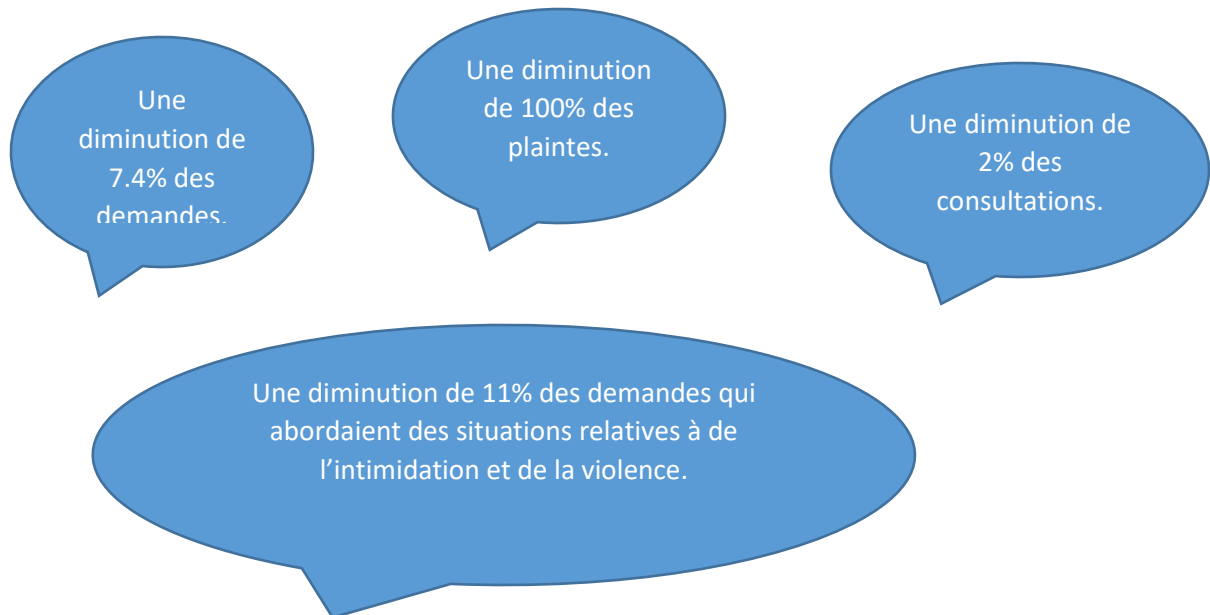 Une
diminution de
7.4% des
demandes.
Une diminution
de 100% des
plaintes.
Une diminution de
2% des
consultations.
Une diminution de 11% des demandes qui
abordaient des situations relatives à de
l’intimidation et de la violence.